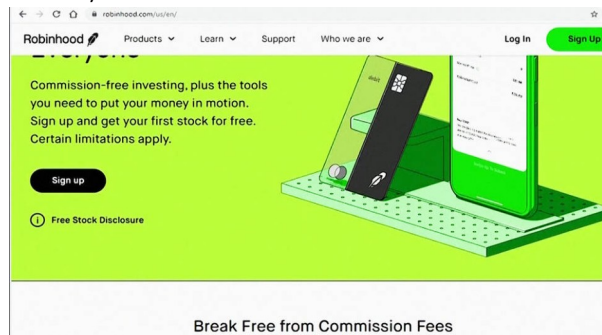 robinhood.com/us/en/
Robinhood Products Learn Support Who we are Log In Sign Up
Everyone
Commission-free investing, plus the tools
you need to put your money in motion.
Sign up and get your first stock for free.
Certain limitations apply.
debit
Sign up
Free Stock Disclosure
Break Free from Commission Fees